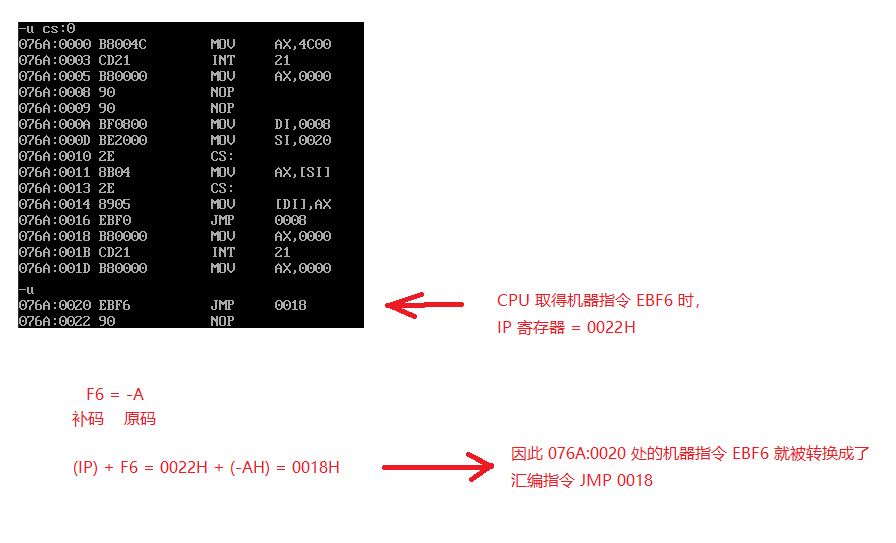 -u cs:0
076A:0000 B8004C MOV AX,4C00
076A:0003 CD21 INT 21
076A:0005 B80000 MOV AX,0000
076A:0008 90 NOP
076A:0009 90 NOP
076A:000A BF0800 MOV DI,0008
076A:000D BE2000 MOV SI,0020
076A:0010 2E CS:
076A:0011 8B04 MOV AX,[SI]
076A:0013 2E CS:
076A:0014 8905 MOV [DI],AX
076A:0016 EBF0 JMP 0008
076A:0018 B80000 MOV AX,0000
076A:001B CD21 INT 21
076A:001D B80000 MOV AX,0000
-u
076A:0020 EBF6 JMP 0018
076A:0022 90 NOP
CPU 取得机器指令 EBF6 时，
IP 寄存器 = 0022H
F6 = -A
补码 原码
(IP) + F6 = 0022H + (-AH) = 0018H
因此 076A:0020 处的机器指令 EBF6 就被转换成了
汇编指令 JMP 0018